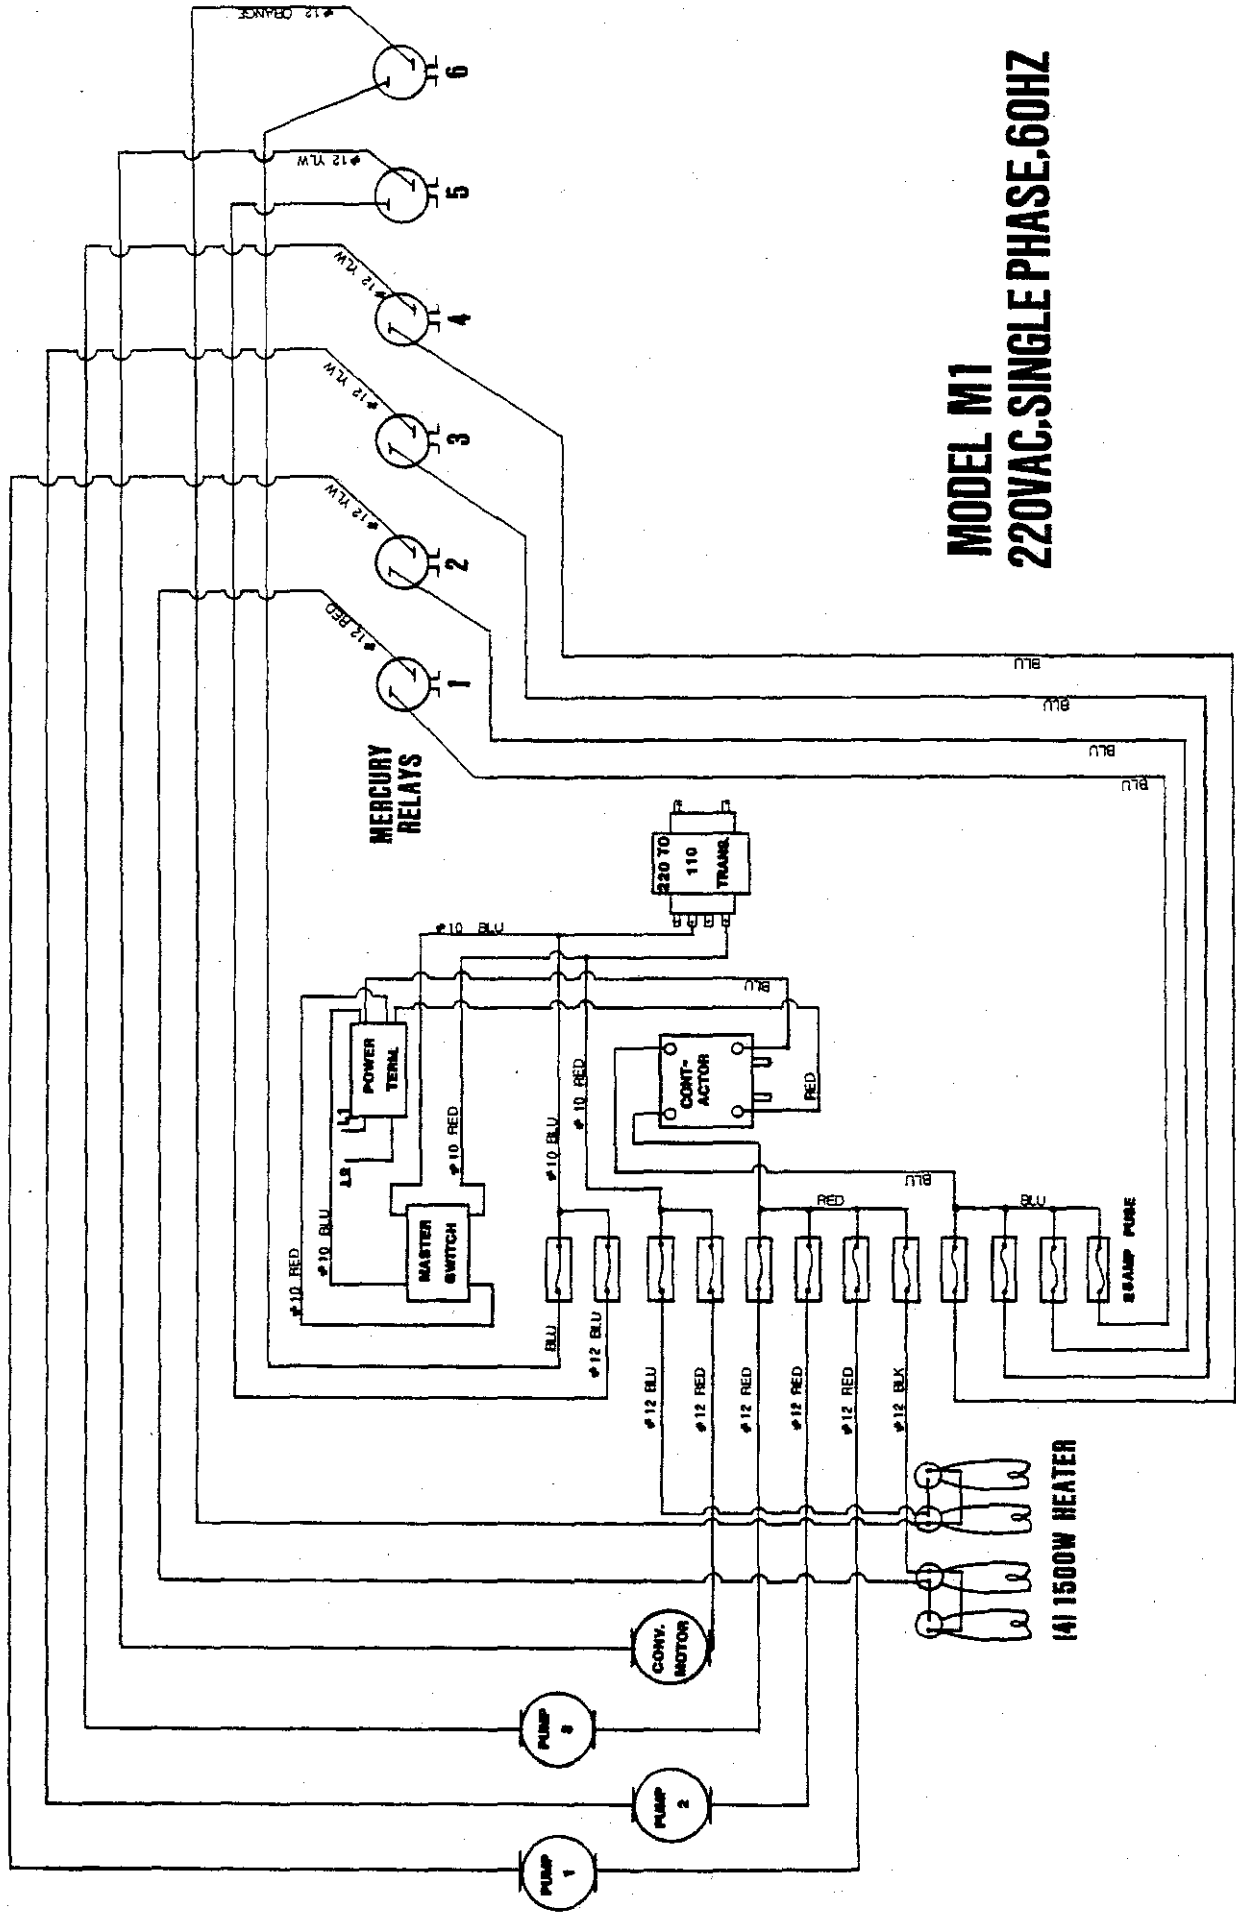 MODEL M1
220VAC,SINGLE PHASE,60HZ
MERCURY
RELAYS
1
2
3
4
5
6
#12 RED
#12 YLW
#12 YLW
#12 YLW
#12 YLW
#12 ORANGE
BLU
BLU
BLU
BLU
220 TO
110
TRANS.
#10 BLU
POWER
TERM.
L1
L2
#10 RED
#10 BLU
#10 RED
MASTER
SWITCH
#10 BLU
#10 RED
CONT-
ACTOR
BLU
RED
BLU
RED
BLU
25AMP FUSE
BLU
#12 BLU
#12 BLU
#12 RED
#12 RED
#12 RED
#12 RED
#12 BLK
(4) 1500W HEATER
CONV.
MOTOR
PUMP
3
PUMP
2
PUMP
1